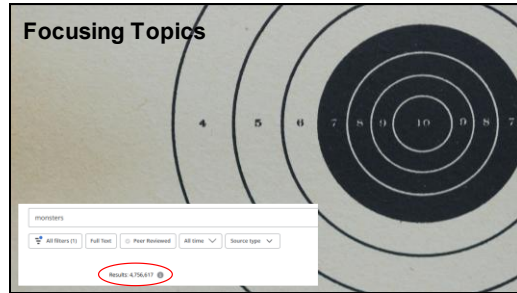 Focusing Topics
4 5 6 7 8 9 10 9 8 7
monsters
All filters (1) Full Text Peer Reviewed All time Source type
Results: 4,756,617